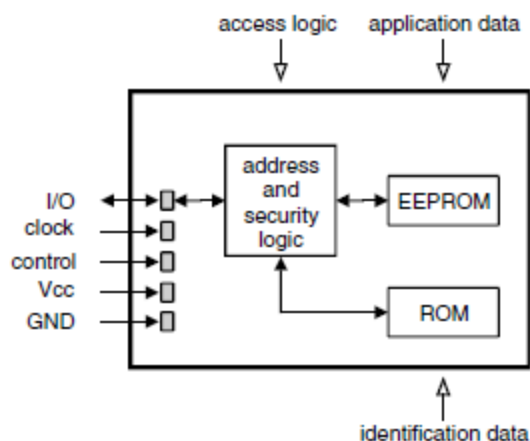 access logic
application data
address
and
security
logic
EEPROM
I/O
clock
control
Vcc
GND
ROM
identification data